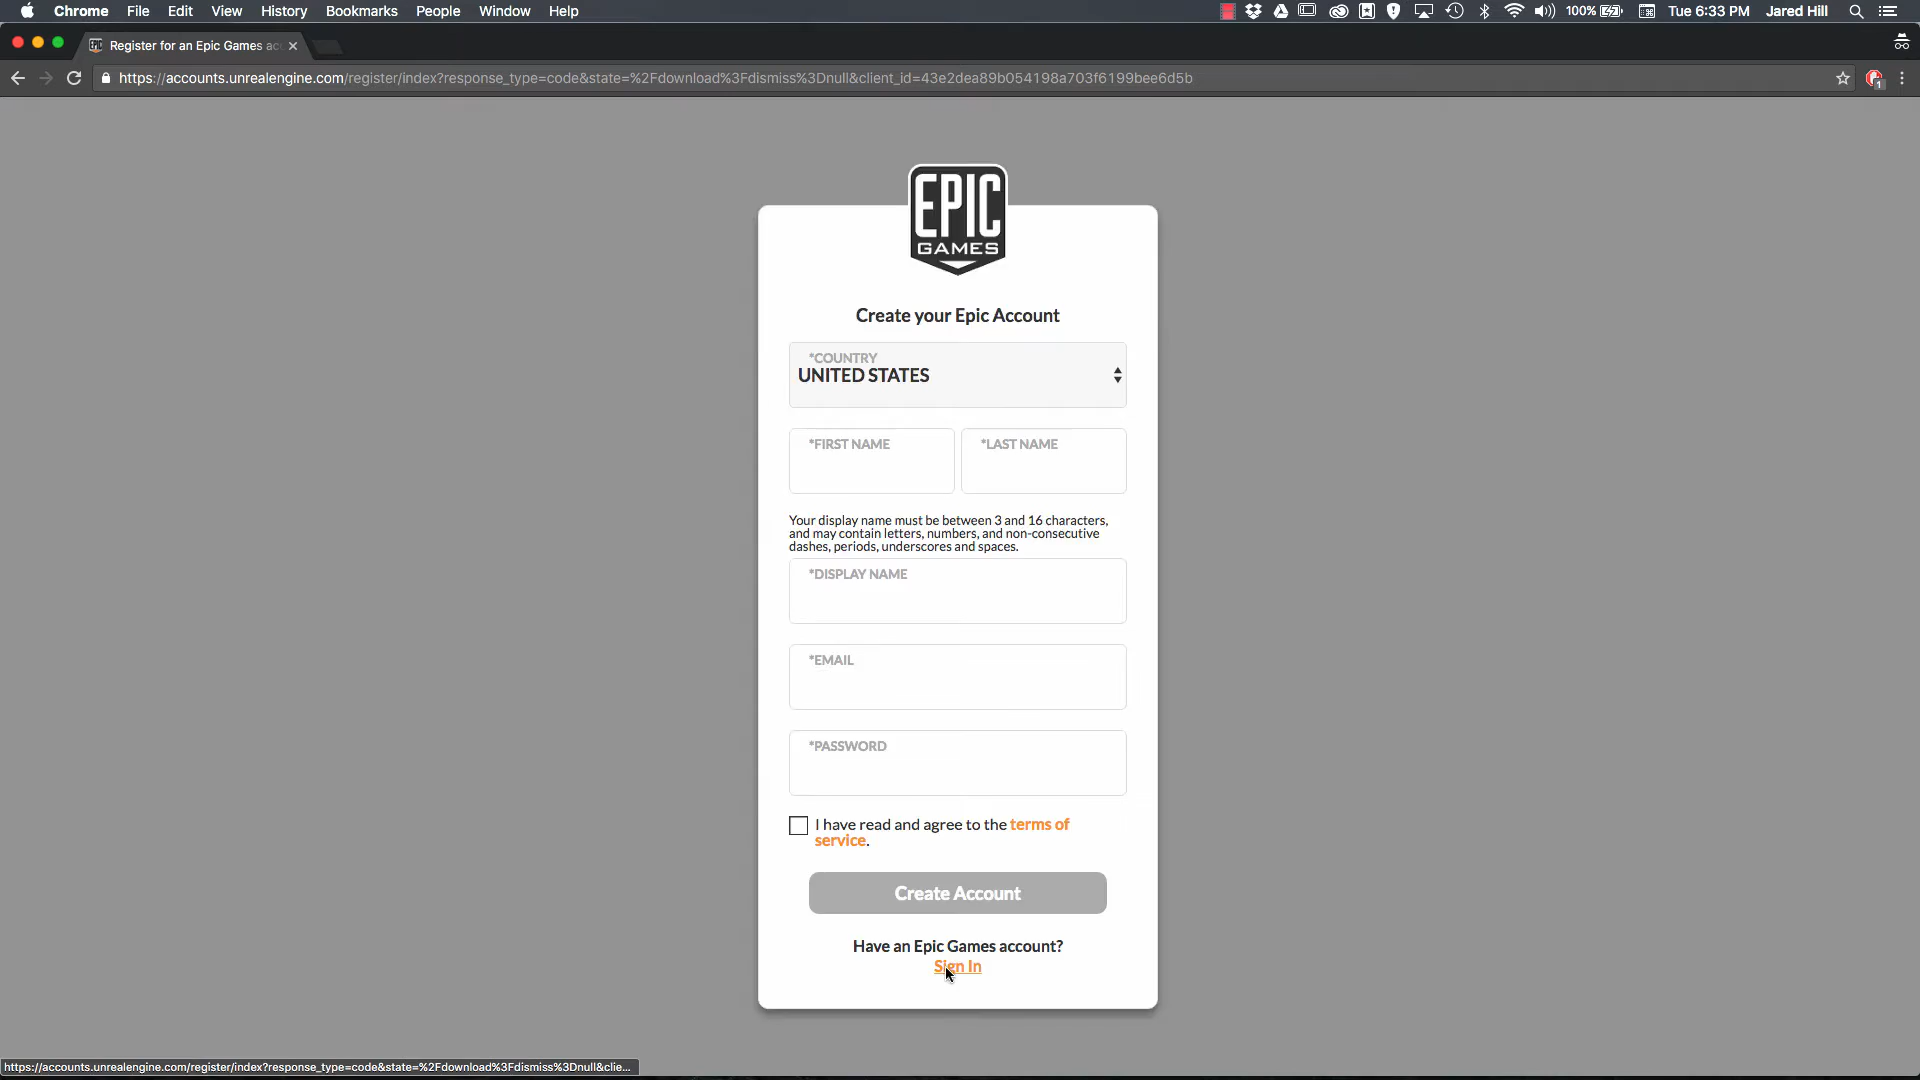 Chrome File Edit View History Bookmarks People Window Help
100% Tue 6:33 PM Jared Hill
Register for an Epic Games ac
https://accounts.unrealengine.com/register/index?response_type=code&state=%2Fdownload%3Fdismiss%3Dnull&client_id=43e2dea89b054198a703f6199bee6d5b
1
EPIC
GAMES
Create your Epic Account
*COUNTRY
UNITED STATES
*FIRST NAME *LAST NAME
Your display name must be between 3 and 16 characters,
and may contain letters, numbers, and non-consecutive
dashes, periods, underscores and spaces.
*DISPLAY NAME
*EMAIL
*PASSWORD
I have read and agree to the terms of
service.
Create Account
Have an Epic Games account?
Sign In
https://accounts.unrealengine.com/register/index?response_type=code&state=%2Fdownload%3Fdismiss%3Dnull&clie...